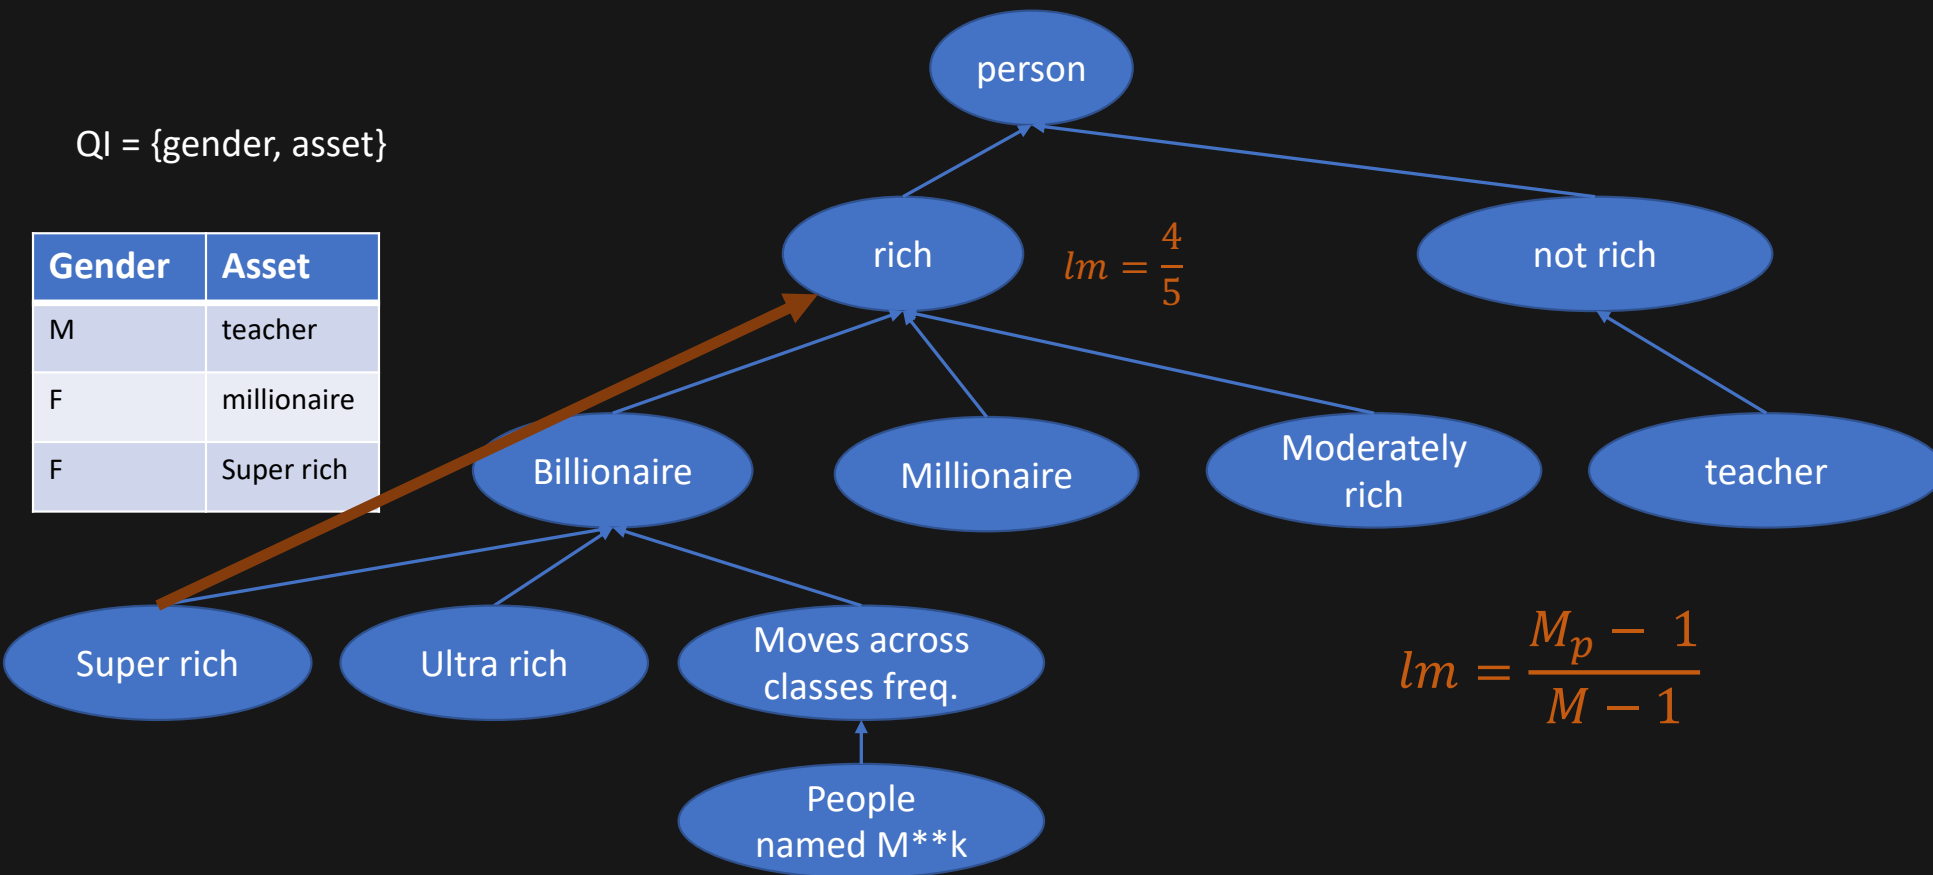 person
QI = {gender, asset}
rich
lm = 4/5
not rich
Gender Asset
M teacher
F millionaire
F Super rich
Billionaire
Millionaire
Moderately
rich
teacher
Super rich
Ultra rich
Moves across
classes freq.
lm = (M_p - 1)/(M - 1)
People
named M**k